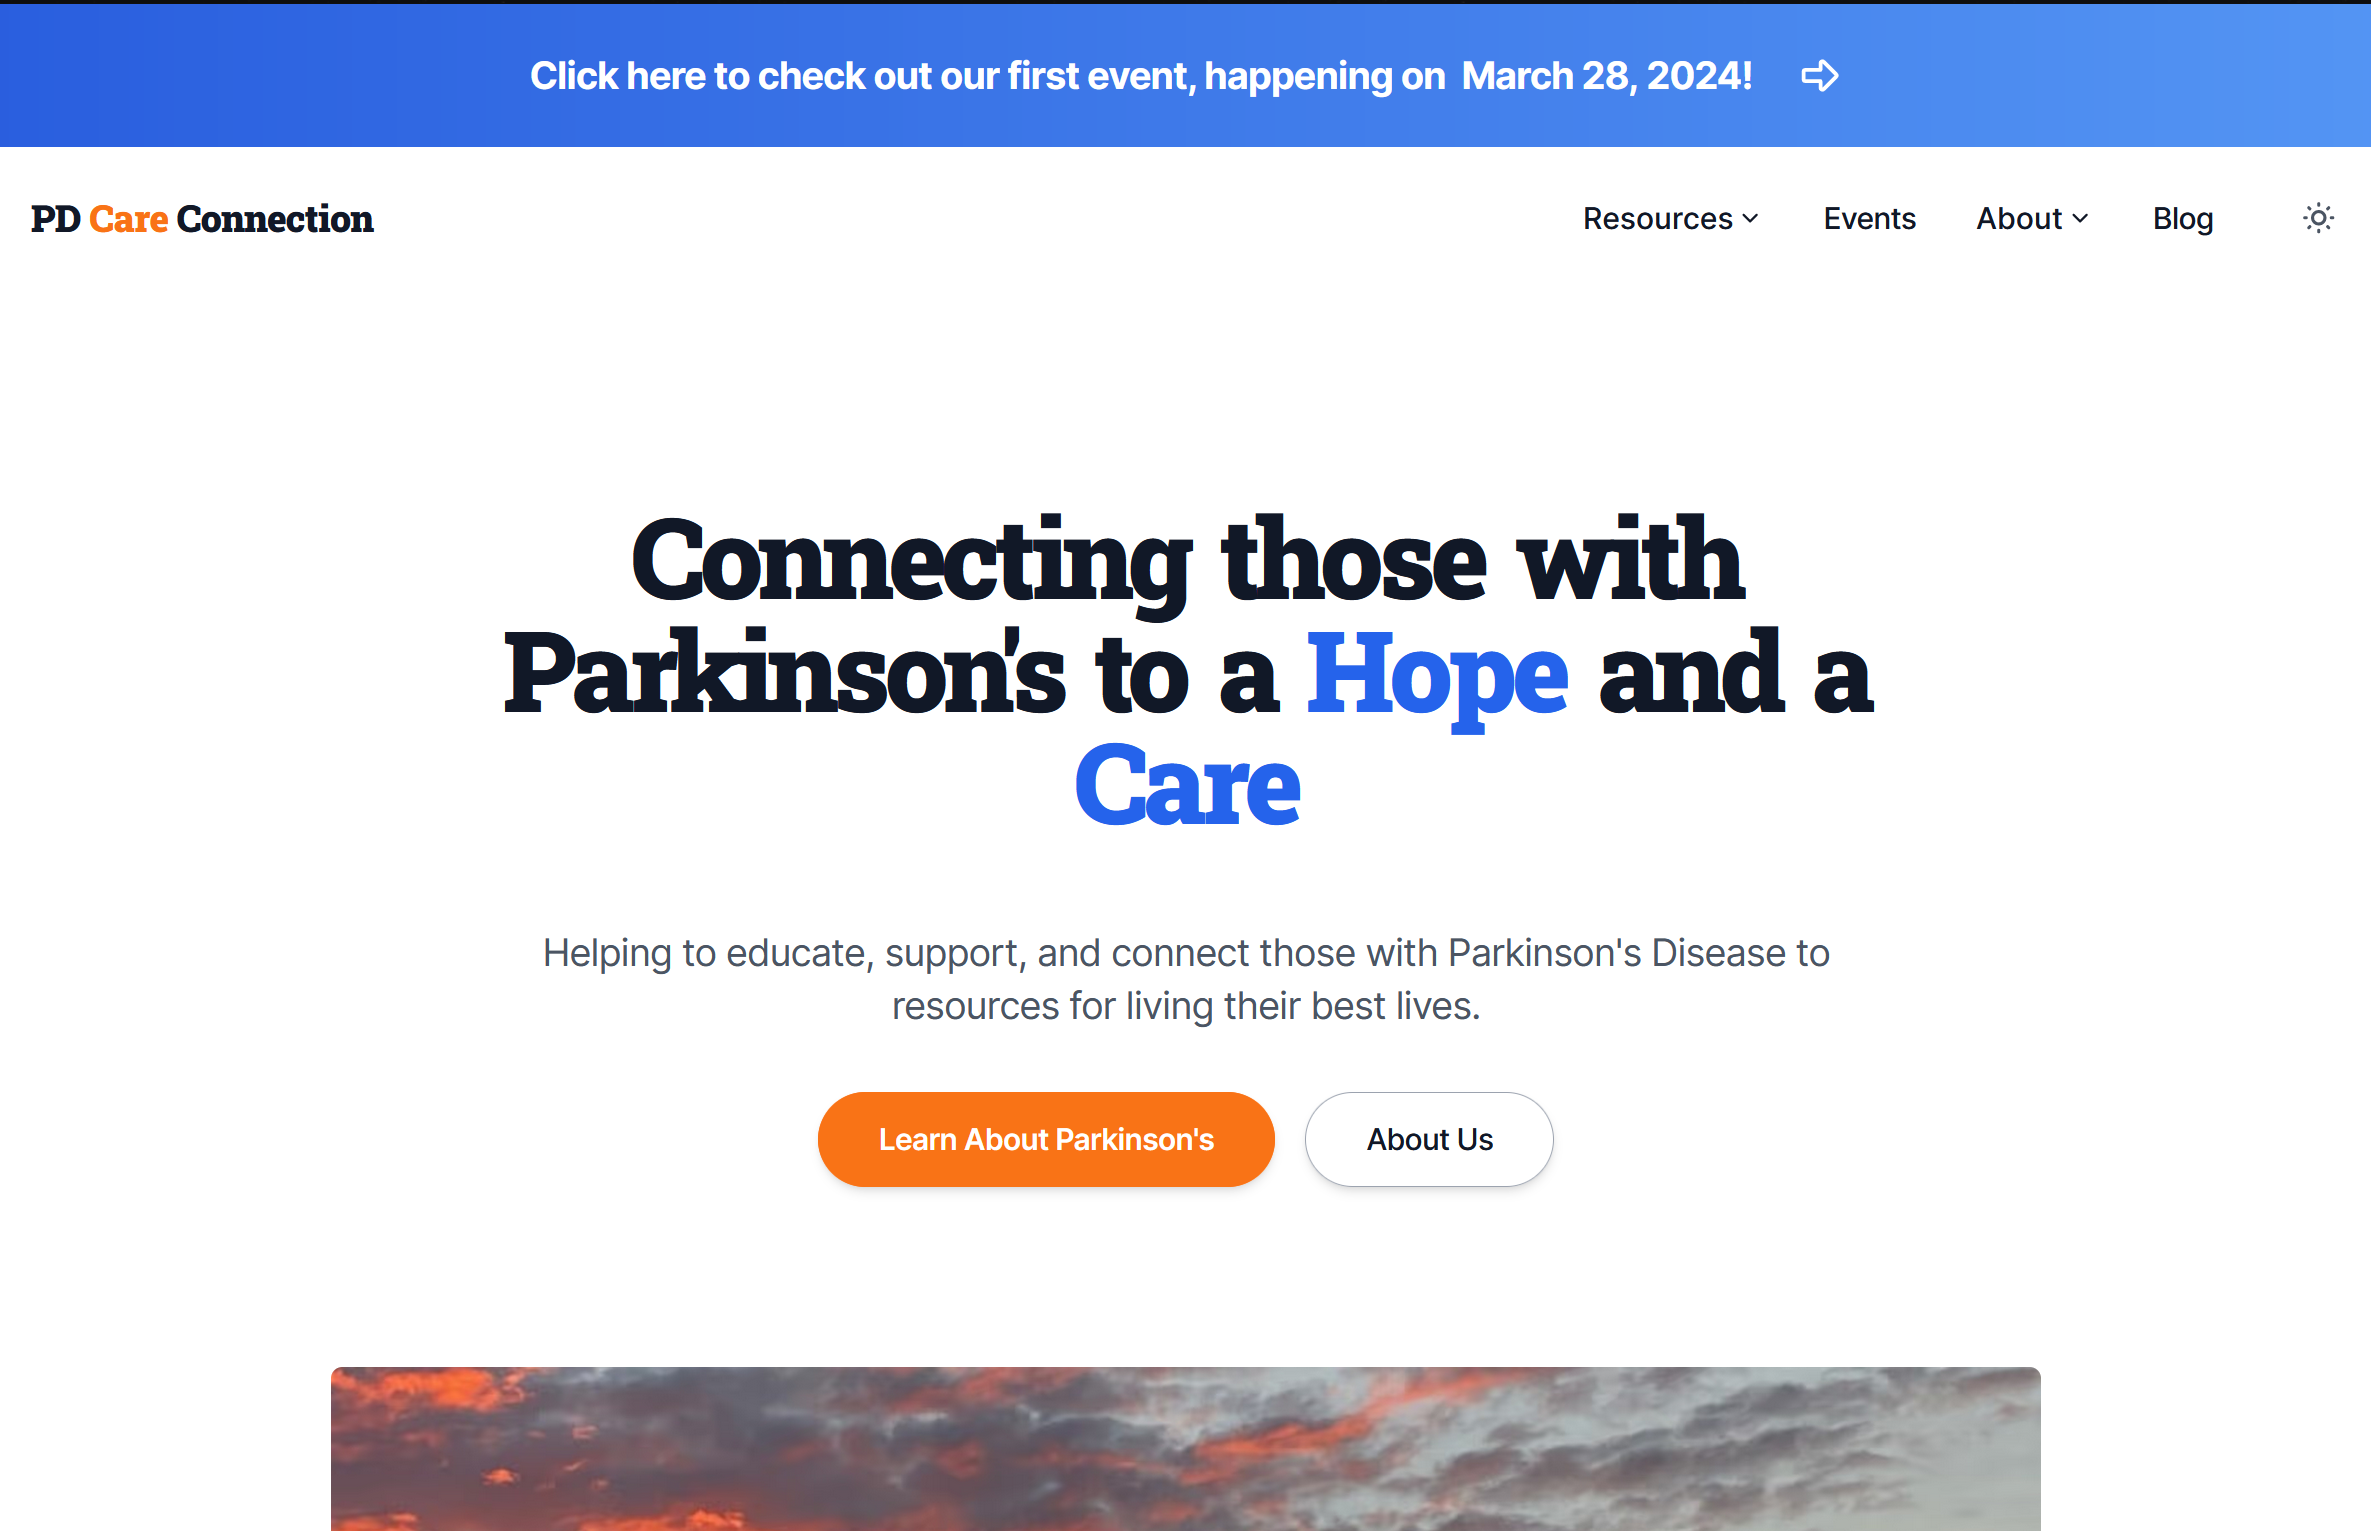 Click here to check out our first event, happening on March 28, 2024!
PD Care Connection
Resources
Events
About
Blog
Connecting those with
Parkinson's to a Hope and a
Care
Helping to educate, support, and connect those with Parkinson's Disease to
resources for living their best lives.
Learn About Parkinson's
About Us